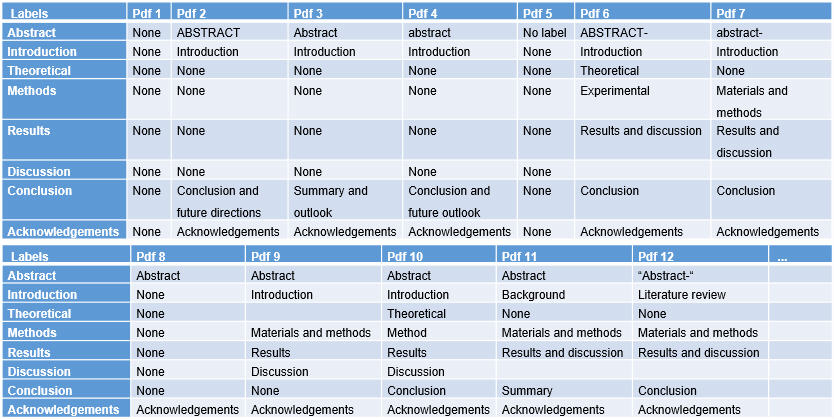 Labels Pdf 1 Pdf 2 Pdf 3 Pdf 4 Pdf 5 Pdf 6 Pdf 7
Abstract None ABSTRACT Abstract abstract No label ABSTRACT- abstract-
Introduction None Introduction Introduction Introduction None Introduction Introduction
Theoretical None None None None None Theoretical None
Methods None None None None None Experimental Materials and
methods
Results None None None None None Results and discussion Results and
discussion
Discussion None None None None None
Conclusion None Conclusion and Summary and Conclusion and None Conclusion Conclusion
future directions outlook future outlook
Acknowledgements None Acknowledgements Acknowledgements Acknowledgements None Acknowledgements Acknowledgements
Labels Pdf 8 Pdf 9 Pdf 10 Pdf 11 Pdf 12 ...
Abstract Abstract Abstract Abstract Abstract “Abstract-“
Introduction None Introduction Introduction Background Literature review
Theoretical None Theoretical None None
Methods None Materials and methods Method Materials and methods Materials and methods
Results None Results Results Results and discussion Results and discussion
Discussion None Discussion Discussion
Conclusion None None Conclusion Summary Conclusion
Acknowledgements Acknowledgements Acknowledgements Acknowledgements Acknowledgements Acknowledgements